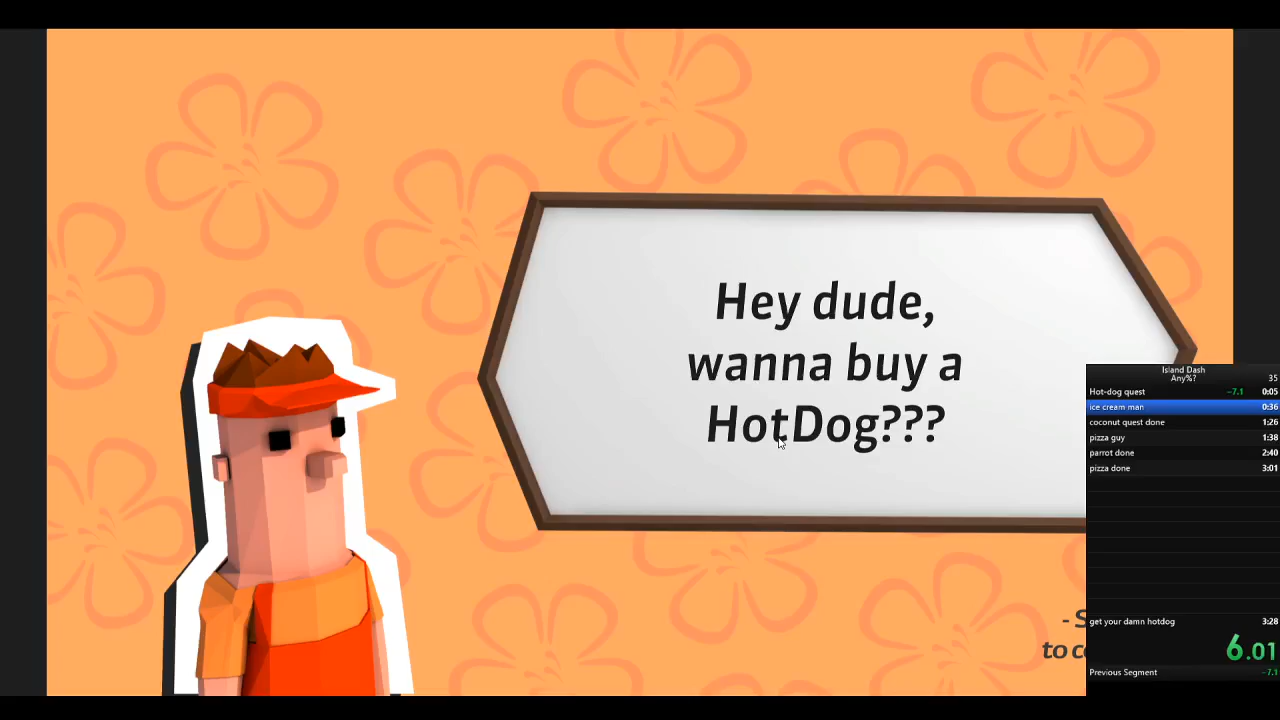 Hey dude,
wanna buy a
HotDog???
Island Dash
Any%? 35
Hot-dog quest -7.1 0:05
ice cream man 0:36
coconut quest done 1:26
pizza guy 1:38
parrot done 2:40
pizza done 3:01
- S
to c
get your damn hotdog 3:28
6.01
Previous Segment -7.1